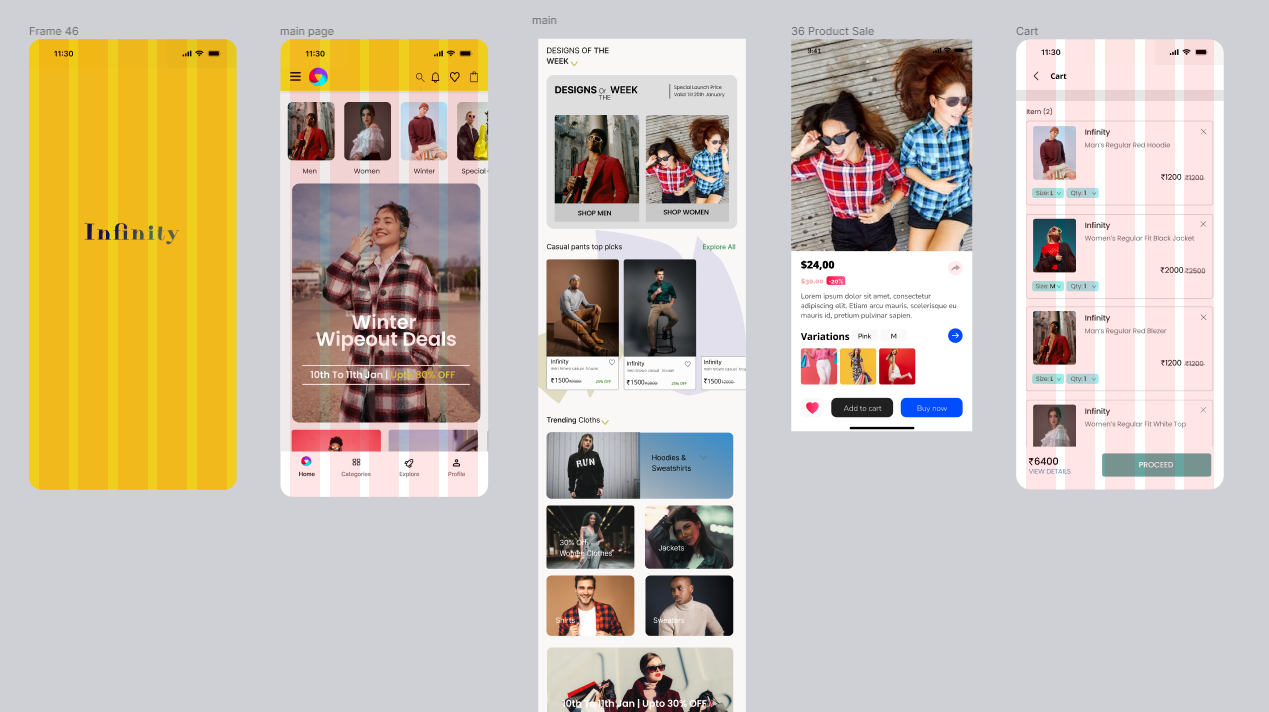 Frame 46
11:30
Infinity
main page
11:30
Men
Women
Winter
Special
Winter
Wipeout Deals
10th To 11th Jan | Upto 80% OFF
Home
Categories
Explore
Profile
main
DESIGNS OF THE
WEEK
DESIGNS OF WEEK
THE
Special Launch Price
Valid Till 20th January
SHOP MEN
SHOP WOMEN
Casual pants top picks
Explore All
Infinity
₹1500
25% OFF
Infinity
₹1500
25% OFF
Infinity
₹1500
Trending Cloths
RUN
Hoodies &
Sweatshirts
30% Off
Women Clothes
Jackets
Shirts
Sweaters
10th To 11th Jan | Upto 30% OFF
36 Product Sale
9:41
$24,00
$30.00
-20%
Lorem ipsum dolor sit amet, consectetur
adipiscing elit. Etiam arcu mauris, scelerisque eu
mauris id, pretium pulvinar sapien.
Variations
Pink
M
Add to cart
Buy now
Cart
11:30
Cart
Item (2)
Infinity
Man's Regular Red Hoodie
₹1200 ₹1200
Size: L
Qty: 1
Infinity
Women's Regular Fit Black Jacket
₹2000 ₹2500
Size: M
Qty: 1
Infinity
Man's Regular Red Blezer
₹1200 ₹1200
Size: L
Qty: 1
Infinity
Women's Regular Fit White Top
₹6400
VIEW DETAILS
PROCEED